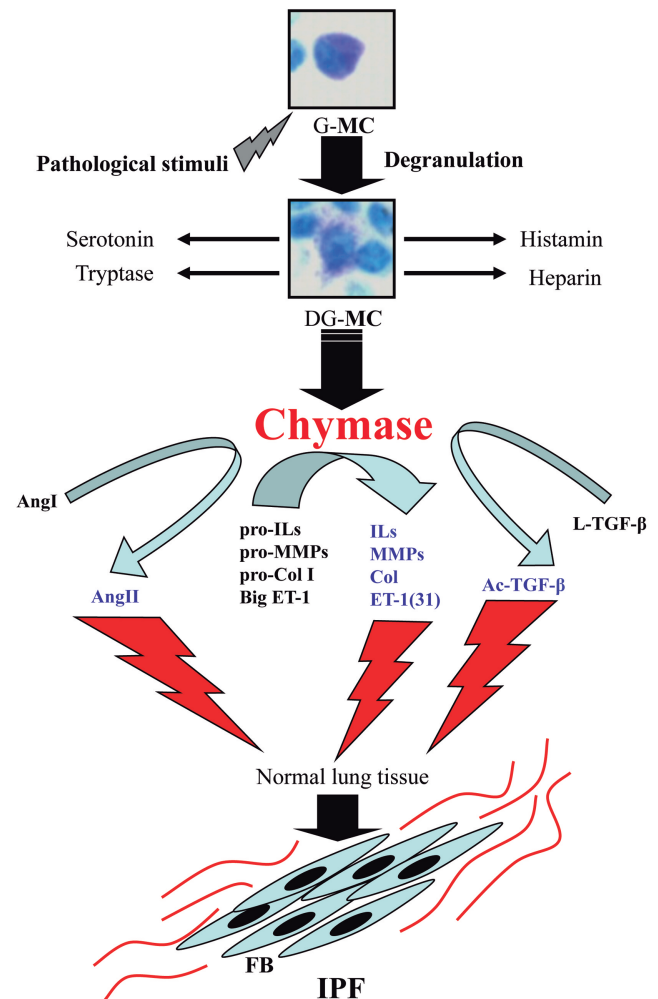 G-MC
Pathological stimuli
Degranulation
Serotonin
Histamin
Tryptase
Heparin
DG-MC
Chymase
AngI
L-TGF-β
pro-ILs
pro-MMPs
pro-Col I
Big ET-1
ILs
MMPs
Col
ET-1(31)
AngII
Ac-TGF-β
Normal lung tissue
FB
IPF